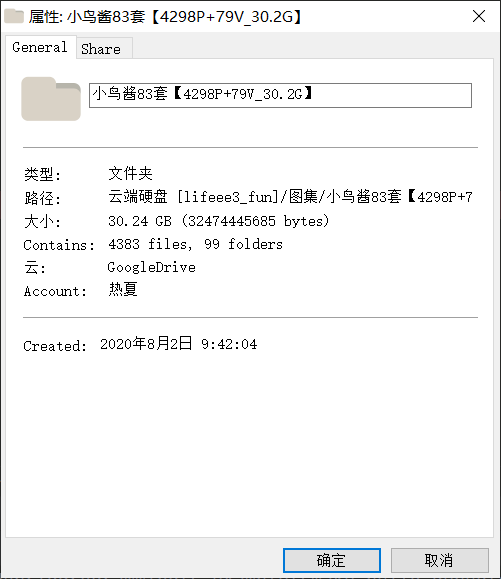 属性: 小鸟酱83套【4298P+79V_30.2G】
General
Share
小鸟酱83套【4298P+79V_30.2G】
类型: 文件夹
路径: 云端硬盘 [lifeee3_fun]/图集/小鸟酱83套【4298P+7
大小: 30.24 GB (32474445685 bytes)
Contains: 4383 files, 99 folders
云: GoogleDrive
Account: 热夏
Created: 2020年8月2日 9:42:04
确定
取消